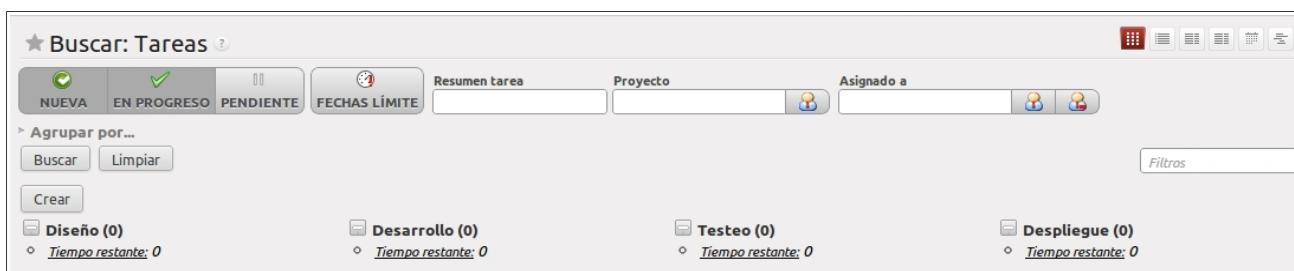 Buscar: Tareas ?
NUEVA EN PROGRESO PENDIENTE FECHAS LÍMITE
Resumen tarea Proyecto Asignado a
Agrupar por...
Buscar Limpiar Filtros
Crear
Diseño (0) Desarrollo (0) Testeo (0) Despliegue (0)
Tiempo restante: 0 Tiempo restante: 0 Tiempo restante: 0 Tiempo restante: 0